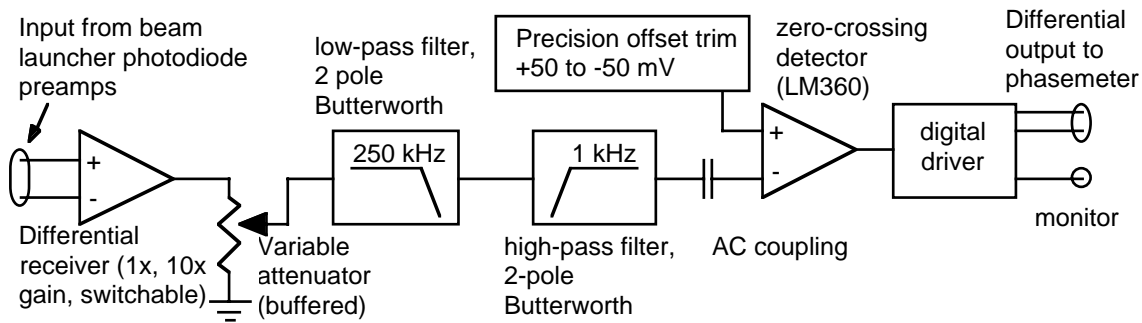 Input from beam
launcher photodiode
preamps
low-pass filter,
2 pole
Butterworth
Precision offset trim
+50 to -50 mV
zero-crossing
detector
(LM360)
Differential
output to
phasemeter
+
-
250 kHz
1 kHz
+
-
digital
driver
monitor
Differential
receiver (1x, 10x
gain, switchable)
Variable
attenuator
(buffered)
high-pass filter,
2-pole
Butterworth
AC coupling